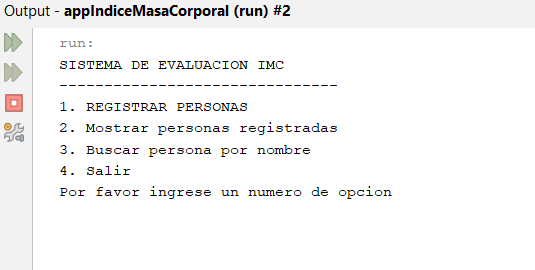 Output - appIndiceMasaCorporal (run) #2
run:
SISTEMA DE EVALUACION IMC
-------------------------------
1. REGISTRAR PERSONAS
2. Mostrar personas registradas
3. Buscar persona por nombre
4. Salir
Por favor ingrese un numero de opcion